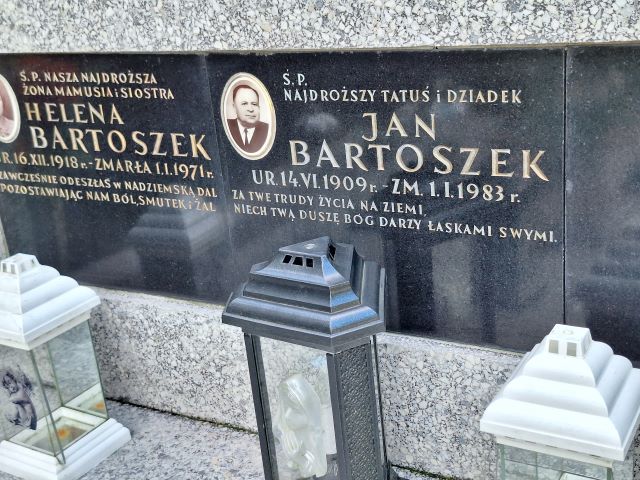 Ś.P. NASZA NAJDROŻSZA
ŻONA MAMUSIA i SIOSTRA
HELENA
BARTOSZEK
UR. 16.XII.1918 r. - ZMARŁA 1.I.1971 r.
ZAWCZEŚNIE ODESZŁAŚ W NADZIEMSKĄ DAL
POZOSTAWIAJĄC NAM BÓL, SMUTEK i ŻAL
Ś.P.
NAJDROŻSZY TATUŚ i DZIADEK
JAN
BARTOSZEK
UR. 14.VI.1909 r. - ZM. 1.I.1983 r.
ZA TWE TRUDY ŻYCIA NA ZIEMI,
NIECH TWĄ DUSZĘ BÓG DARZY ŁASKAMI SWYMI.